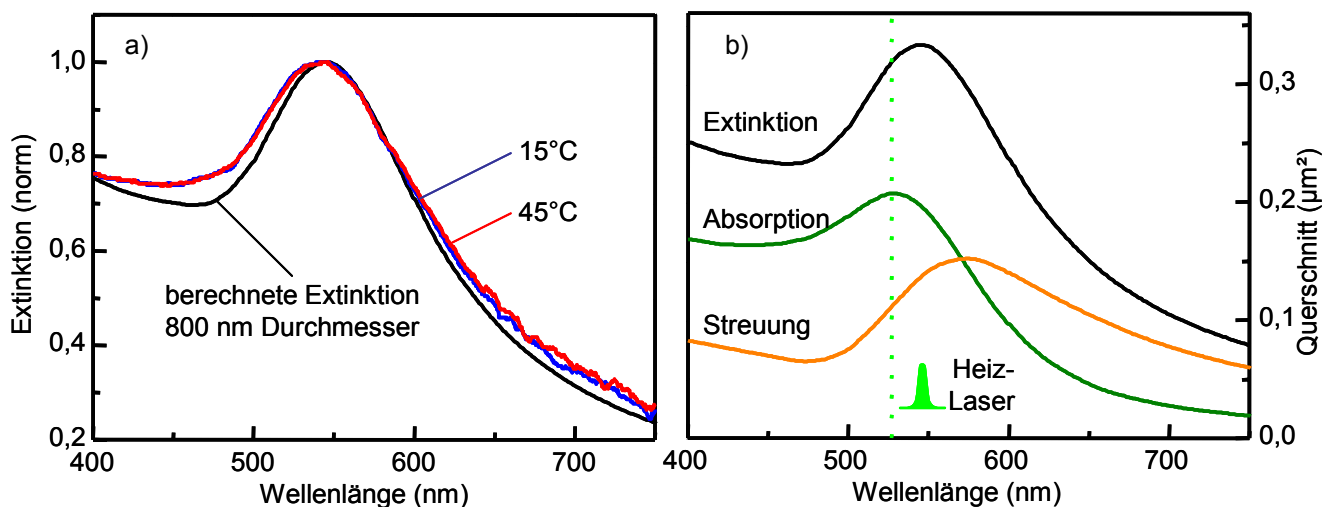 a)
Extinktion (norm)
1,0
0,8
0,6
0,4
0,2
15°C
45°C
berechnete Extinktion
800 nm Durchmesser
400
500
600
700
Wellenlänge (nm)
b)
Extinktion
Absorption
Streuung
Heiz-
Laser
0,3
0,2
0,1
0,0
Querschnitt (µm²)
400
500
600
700
Wellenlänge (nm)